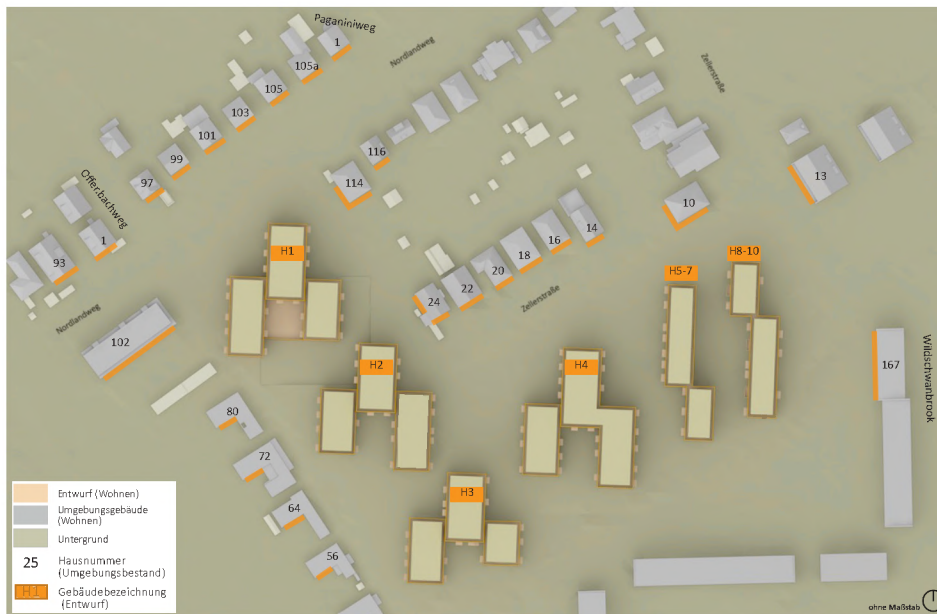 Paganiniweg
1
Nordlandweg
105a
Zellerstraße
105
103
101
116
99
114
97
13
10
Offenbachweg
1
14
16
H1
H8-10
18
H5-7
93
20
22
24
Zellerstraße
Nordlandweg
102
Wildschwanbrook
H2
H4
167
80
72
H3
64
56
Entwurf (Wohnen)
Umgebungsgebäude
(Wohnen)
Untergrund
25 Hausnummer
(Umgebungsbestand)
H1 Gebäudebezeichnung
(Entwurf)
ohne Maßstab